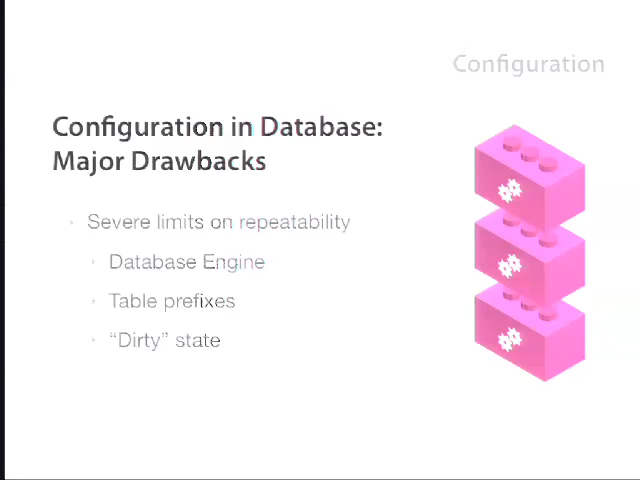 Configuration
Configuration in Database:
Major Drawbacks
Severe limits on repeatability
Database Engine
Table prefixes
“Dirty” state